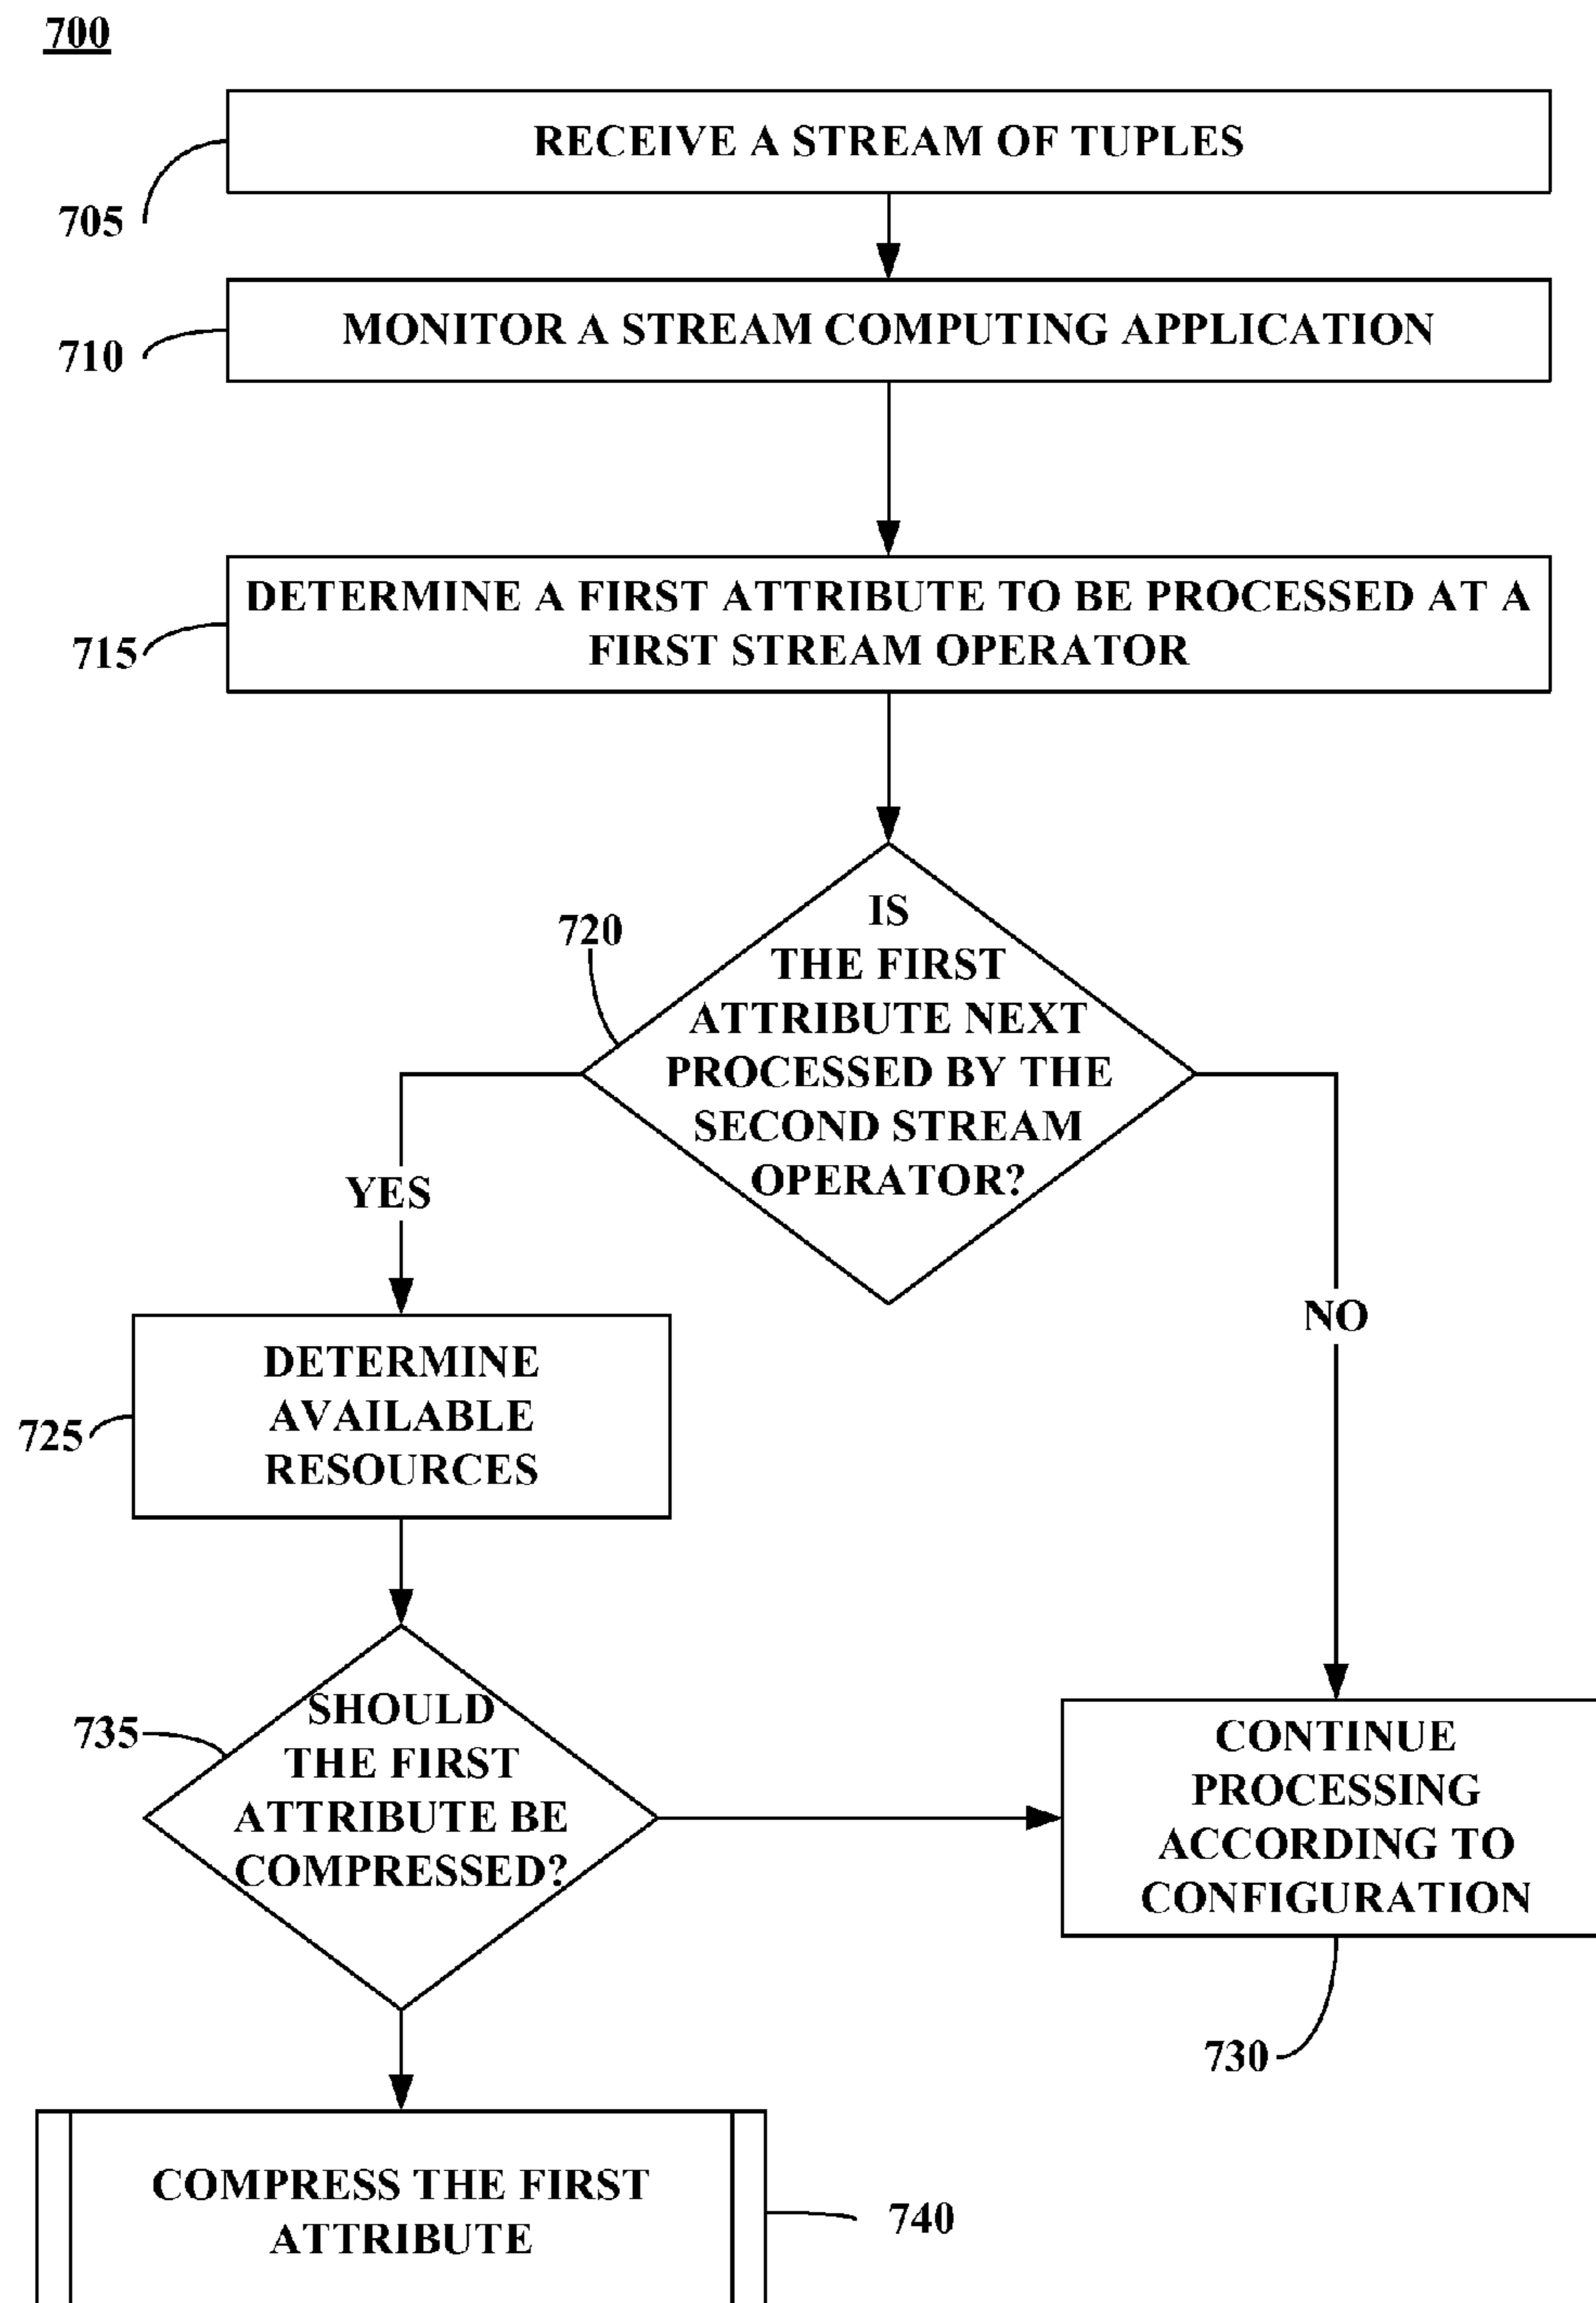 700
RECEIVE A STREAM OF TUPLES
705
MONITOR A STREAM COMPUTING APPLICATION
710
DETERMINE A FIRST ATTRIBUTE TO BE PROCESSED AT A
FIRST STREAM OPERATOR
715
IS
THE FIRST
ATTRIBUTE NEXT
PROCESSED BY THE
SECOND STREAM
OPERATOR?
720
YES
NO
DETERMINE
AVAILABLE
RESOURCES
725
SHOULD
THE FIRST
ATTRIBUTE BE
COMPRESSED?
735
CONTINUE
PROCESSING
ACCORDING TO
CONFIGURATION
730
COMPRESS THE FIRST
ATTRIBUTE
740